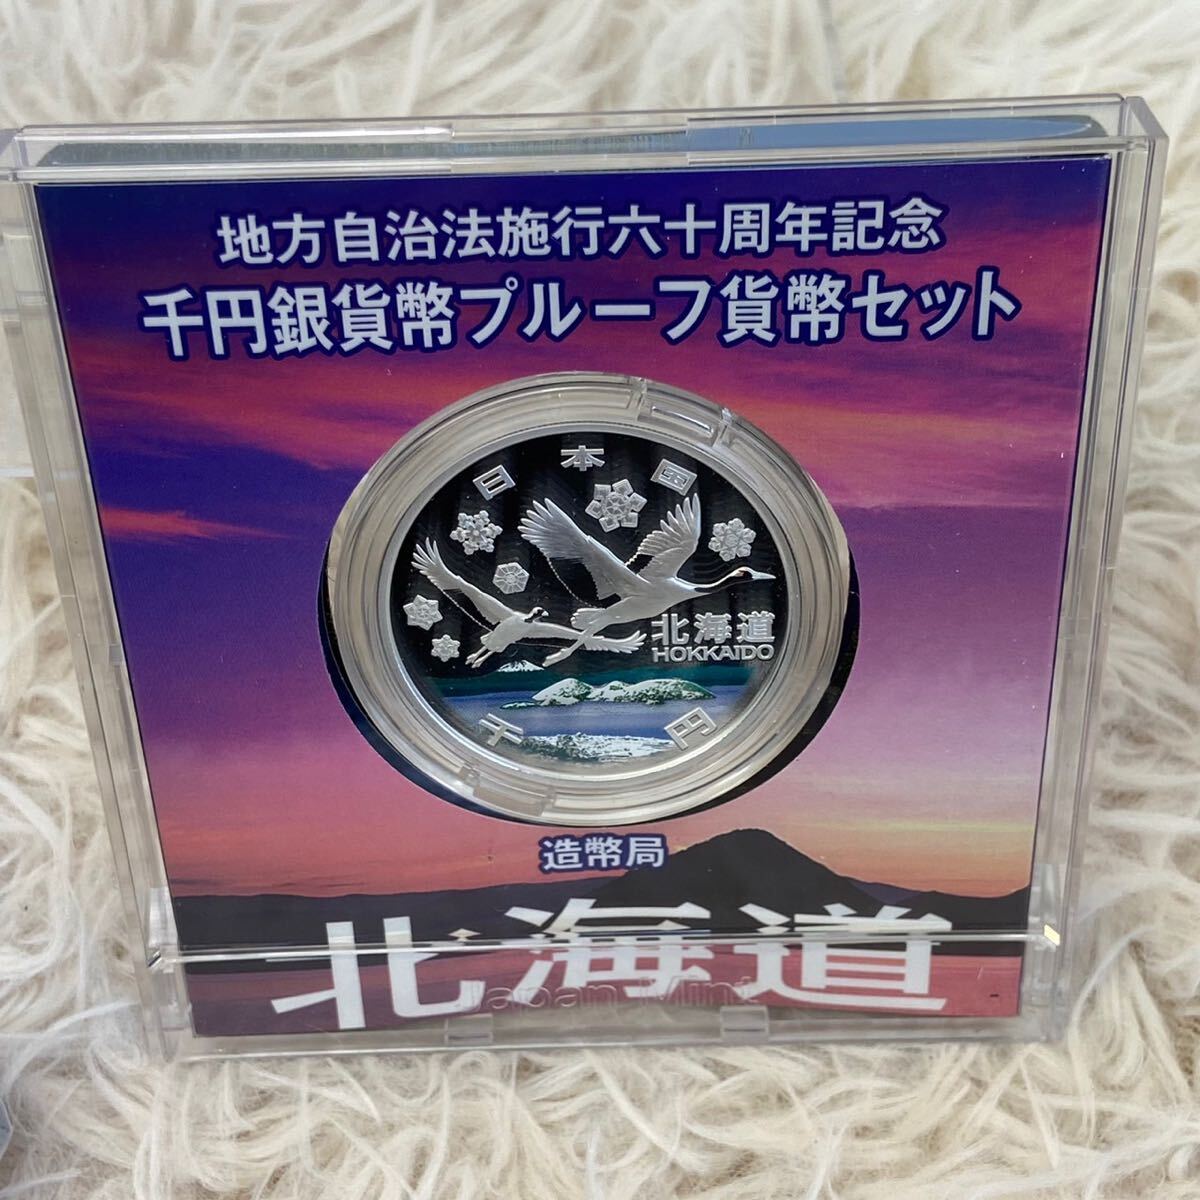 地方自治法施行六十周年記念
千円銀貨幣プルーフ貨幣セット
日本国
北海道
HOKKAIDO
千円
造幣局
北海道
Japan Mint